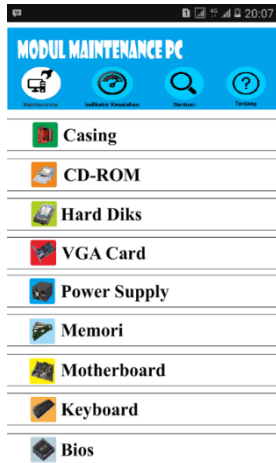 20:07
MODUL MAINTENANCE PC
Maintenance Indikator Kesalahan Bantuan Tentang
Casing
CD-ROM
Hard Diks
VGA Card
Power Supply
Memori
Motherboard
Keyboard
Bios